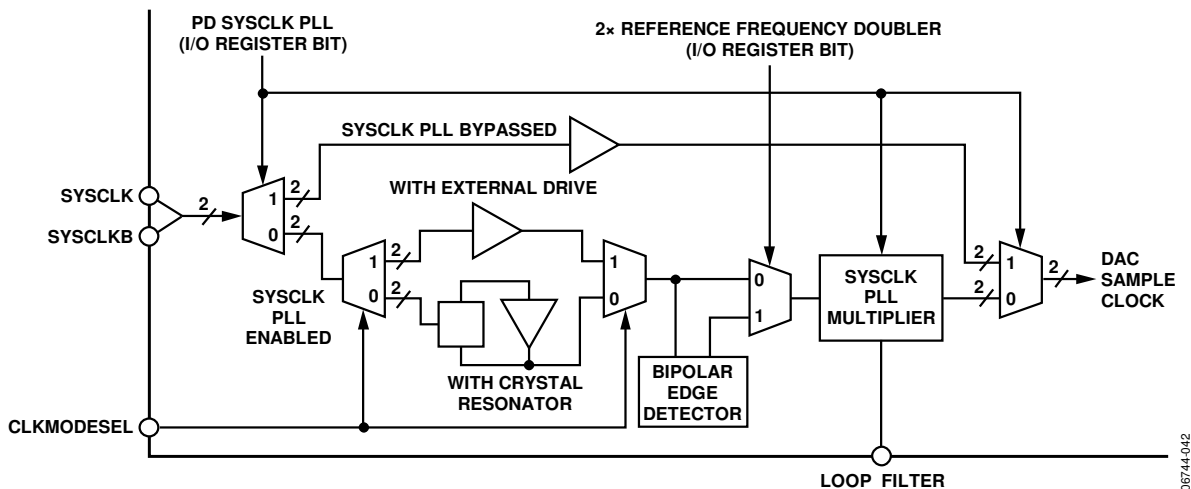 PD SYSCLK PLL
(I/O REGISTER BIT)
2× REFERENCE FREQUENCY DOUBLER
(I/O REGISTER BIT)
SYSCLK PLL BYPASSED
WITH EXTERNAL DRIVE
SYSCLK
SYSCLKB
2
1
0
2
2
SYSCLK
PLL
ENABLED
1
0
2
2
WITH CRYSTAL
RESONATOR
1
0
BIPOLAR
EDGE
DETECTOR
0
1
SYSCLK
PLL
MULTIPLIER
2
2
1
0
2
DAC
SAMPLE
CLOCK
CLKMODESEL
LOOP FILTER
06744-042